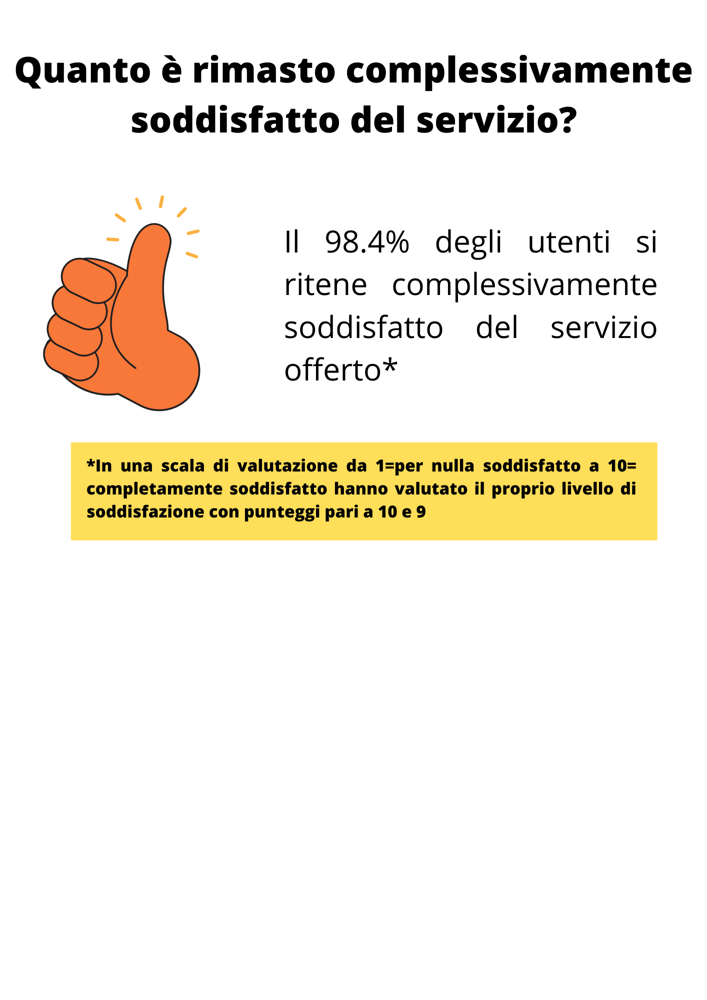 Quanto è rimasto complessivamente
soddisfatto del servizio?
Il 98.4% degli utenti si
ritene complessivamente
soddisfatto del servizio
offerto*
*In una scala di valutazione da 1=per nulla soddisfatto a 10=
completamente soddisfatto hanno valutato il proprio livello di
soddisfazione con punteggi pari a 10 e 9